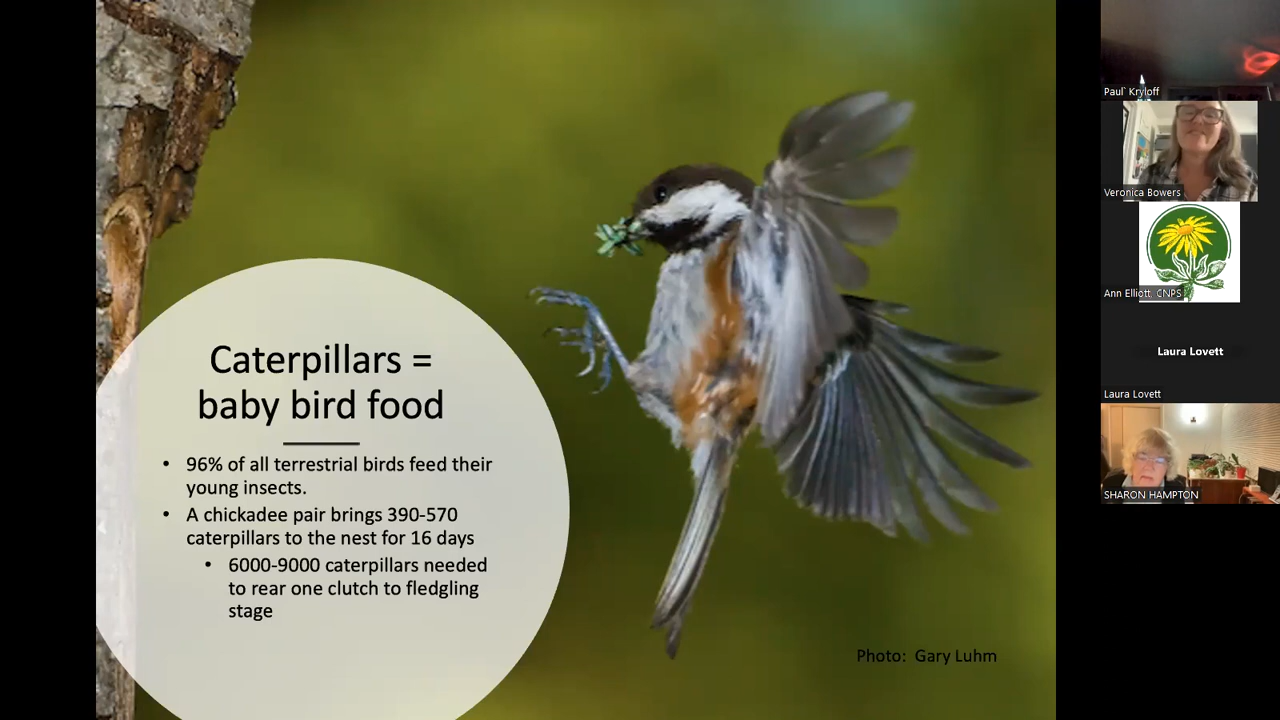 Caterpillars =
baby bird food
• 96% of all terrestrial birds feed their
young insects.
• A chickadee pair brings 390-570
caterpillars to the nest for 16 days
• 6000-9000 caterpillars needed
to rear one clutch to fledgling
stage
Photo: Gary Luhm
Paul` Kryloff
Veronica Bowers
Ann Elliott. CNPS
Laura Lovett
Laura Lovett
SHARON HAMPTON